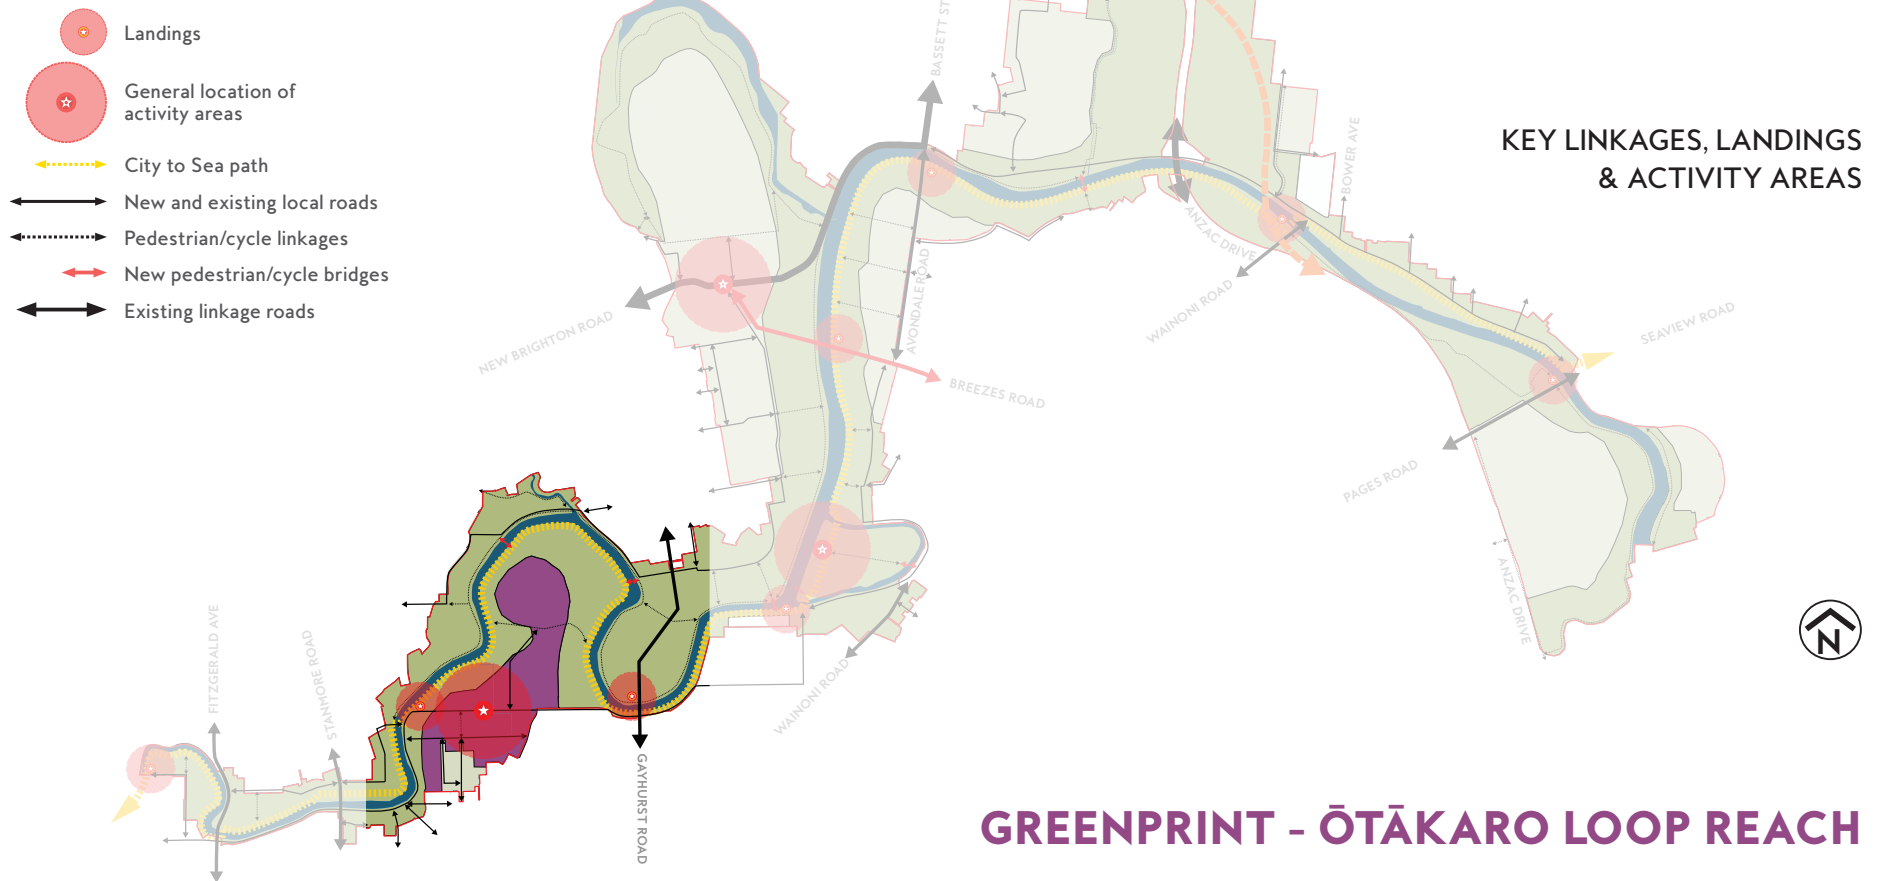 Landings
General location of
activity areas
City to Sea path
New and existing local roads
Pedestrian/cycle linkages
New pedestrian/cycle bridges
Existing linkage roads
KEY LINKAGES, LANDINGS
& ACTIVITY AREAS
BASSETT ST
BOWER AVE
ANZAC DRIVE
WAINONI ROAD
AVONDALE ROAD
NEW BRIGHTON ROAD
BREEZES ROAD
SEAVIEW ROAD
PAGES ROAD
ANZAC DRIVE
N
FITZGERALD AVE
STANMORE ROAD
WAINONI ROAD
GAYHURST ROAD
GREENPRINT - ŌTĀKARO LOOP REACH